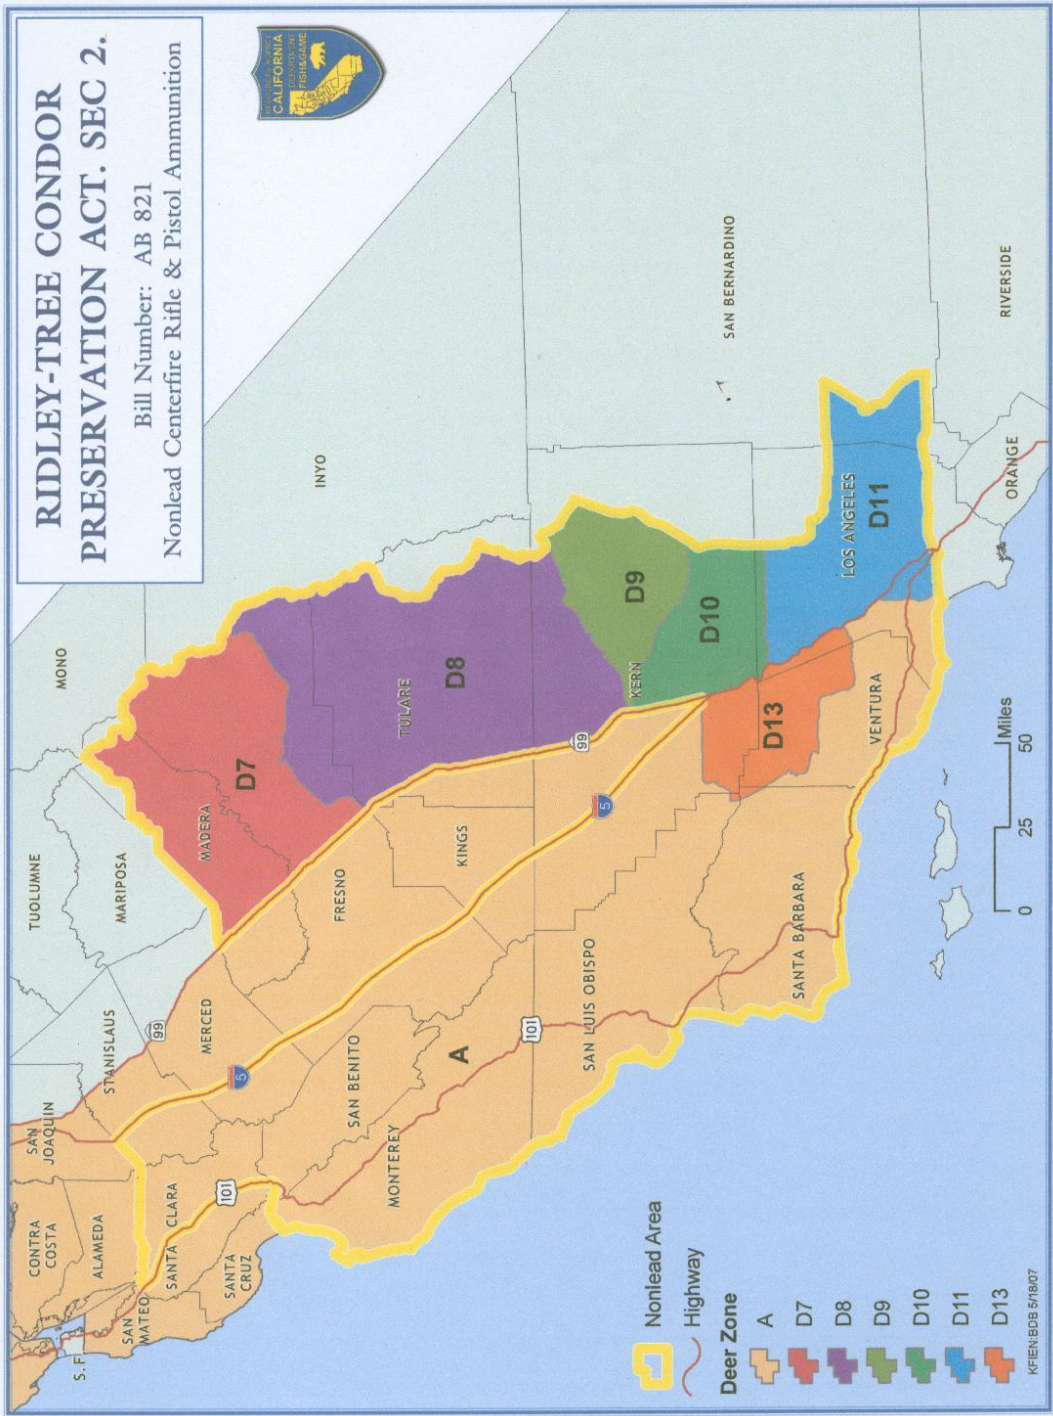 RIDLEY-TREE CONDOR
PRESERVATION ACT. SEC 2.
Bill Number: AB 821
Nonlead Centerfire Rifle & Pistol Ammunition
CALIFORNIA
DEPARTMENT
FISH&GAME
CONTRA
COSTA
SAN
JOAQUIN
TUOLUMNE
MONO
ALAMEDA
STANISLAUS
MARIPOSA
S. F.
SAN
MATEO
SANTA CLARA
99
MERCED
MADERA
D7
INYO
SANTA
CRUZ
101
5
FRESNO
SAN BENITO
TULARE
D8
MONTEREY
A
KINGS
101
99
SAN LUIS OBISPO
5
KERN
D9
D10
SAN BERNARDINO
D13
SANTA BARBARA
VENTURA
LOS ANGELES
D11
RIVERSIDE
ORANGE
Nonlead Area
Highway
Deer Zone
A
D7
D8
D9
D10
D11
D13
KFIEN:BDB 5/18/07
0 25 50
Miles